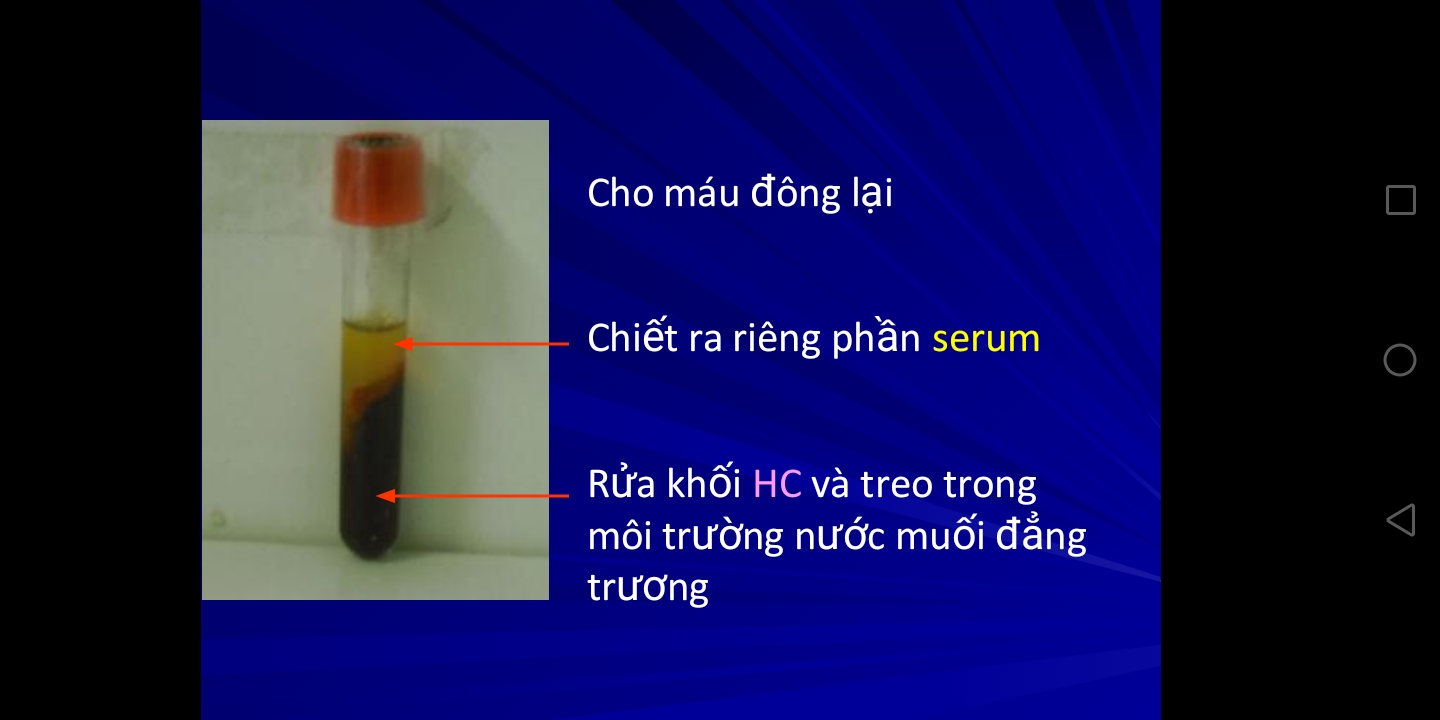 Cho máu đông lại
Chiết ra riêng phần serum
Rửa khối HC và treo trong
môi trường nước muối đẳng
trương